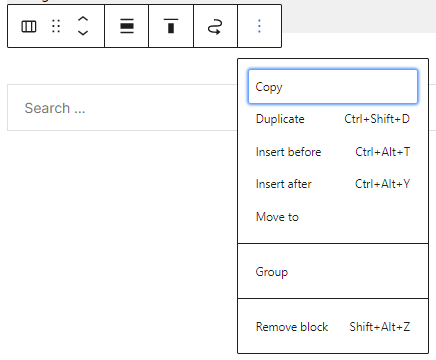 Search ...
Copy
Duplicate Ctrl+Shift+D
Insert before Ctrl+Alt+T
Insert after Ctrl+Alt+Y
Move to
Group
Remove block Shift+Alt+Z